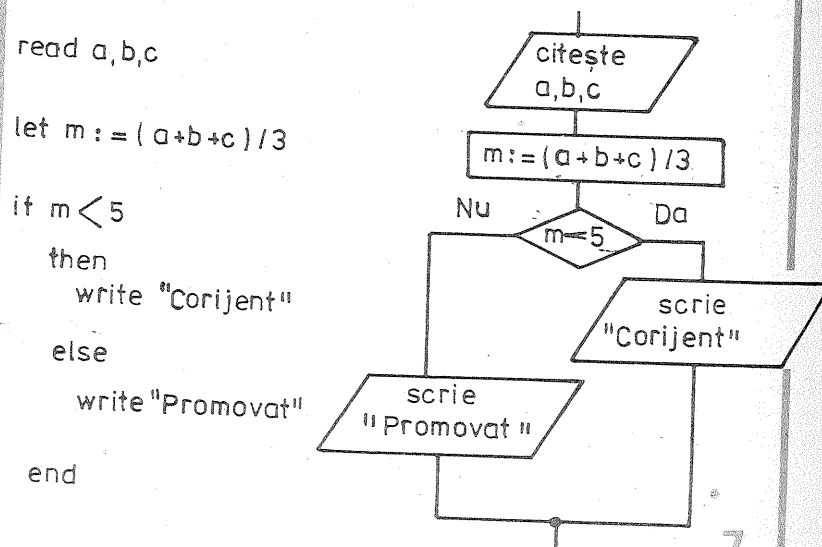 read a,b,c
let m:=(a+b+c)/3
if m<5
then
write "Corijent"
else
write "Promovat"
end
citește
a,b,c
m:=(a+b+c)/3
Nu
Da
m<5
scrie
"Corijent"
scrie
"Promovat"
7